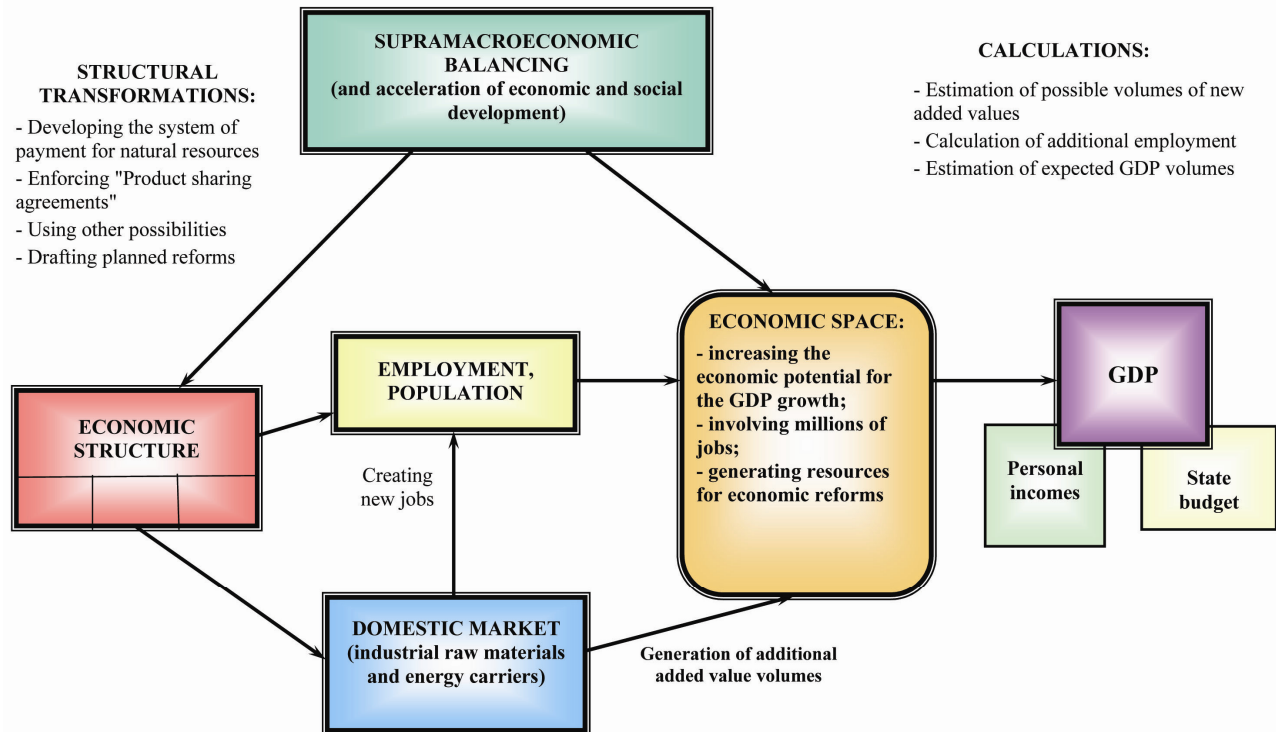 SUPRAMACROECONOMIC
BALANCING
(and acceleration of economic and social
development)
STRUCTURAL
TRANSFORMATIONS:
- Developing the system of
payment for natural resources
- Enforcing "Product sharing
agreements"
- Using other possibilities
- Drafting planned reforms
CALCULATIONS:
- Estimation of possible volumes of new
added values
- Calculation of additional employment
- Estimation of expected GDP volumes
ECONOMIC
STRUCTURE
EMPLOYMENT,
POPULATION
Creating
new jobs
DOMESTIC MARKET
(industrial raw materials
and energy carriers)
ECONOMIC SPACE:
- increasing the
economic potential for
the GDP growth;
- involving millions of
jobs;
- generating resources
for economic reforms
Generation of additional
added value volumes
GDP
Personal
incomes
State
budget